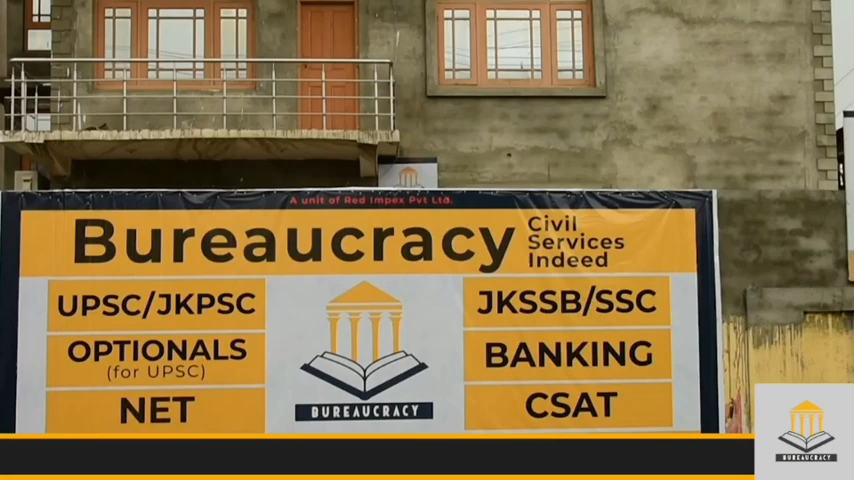 A unit of Red Impex Pvt Ltd.
Bureaucracy
Civil
Services
Indeed
UPSC/JKPSC
OPTIONALS
(for UPSC)
NET
BUREAUCRACY
JKSSB/SSC
BANKING
CSAT
BUREAUCRACY